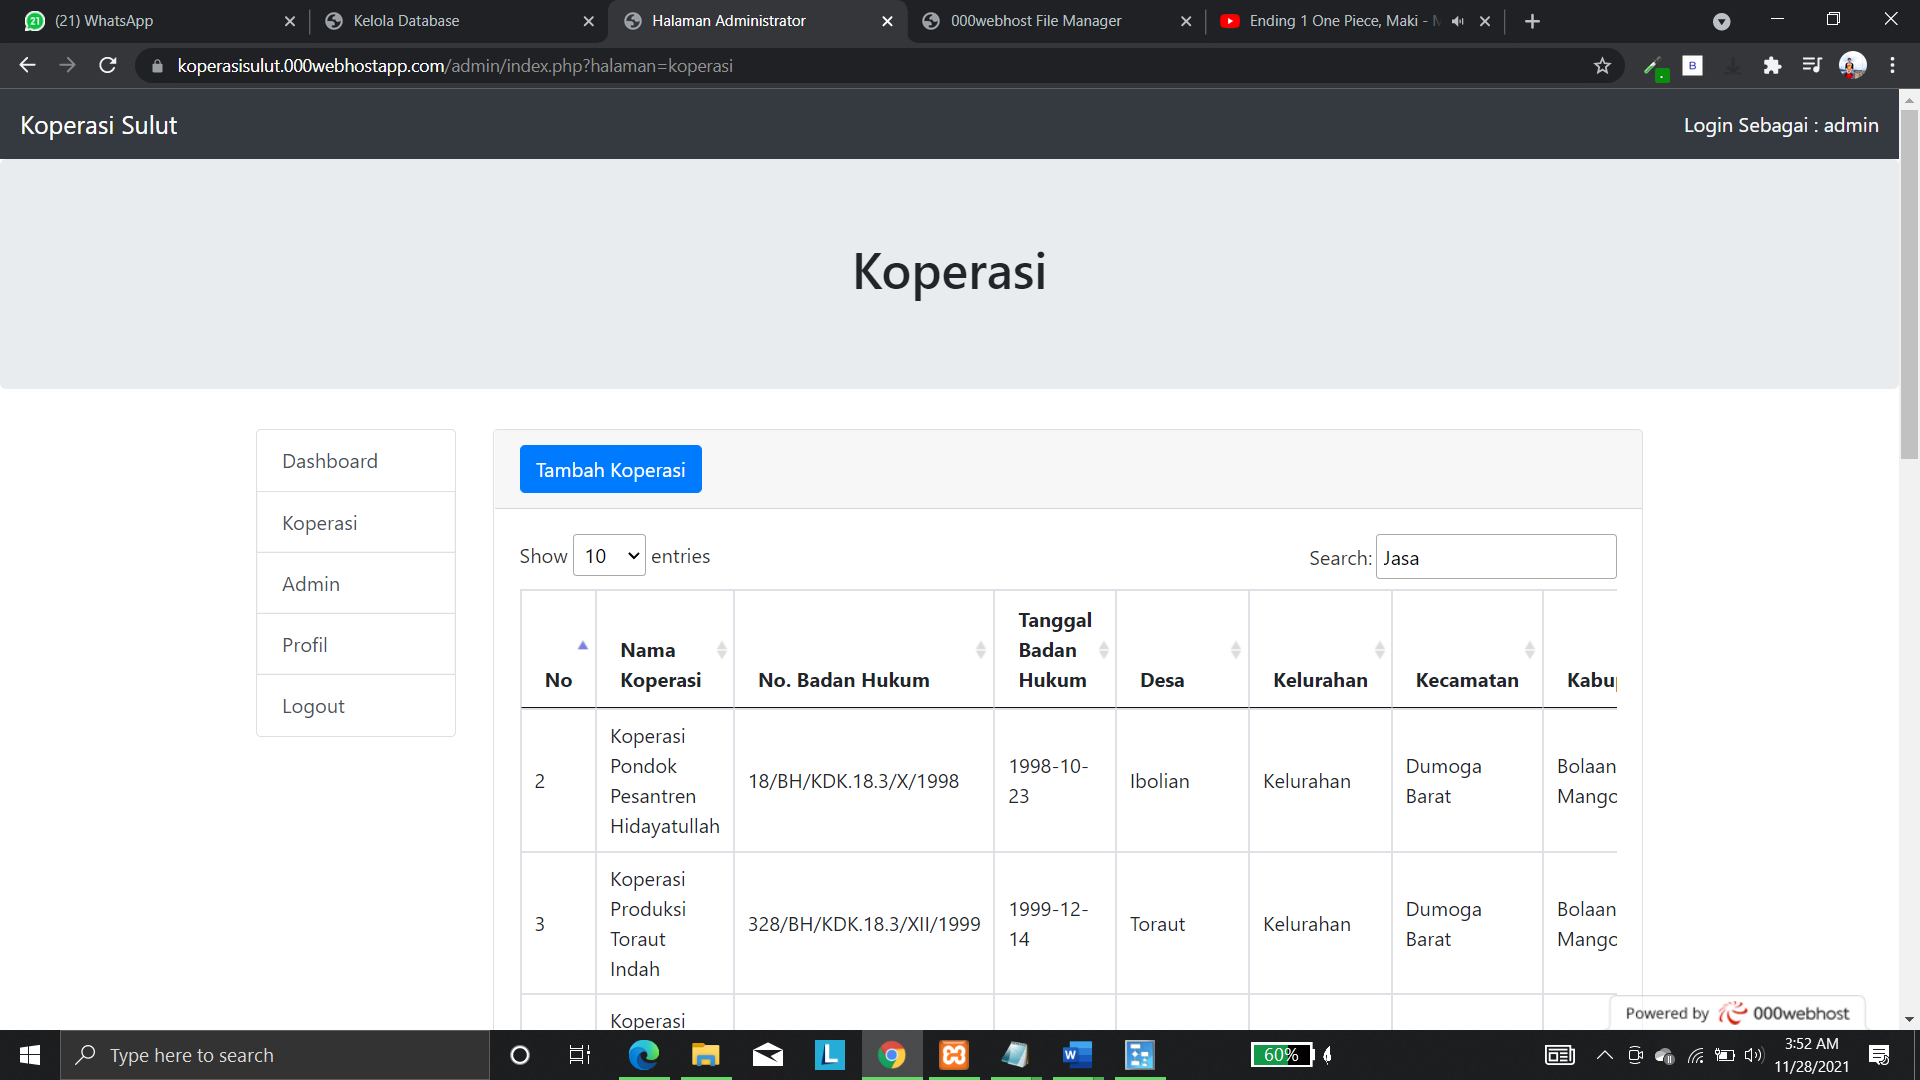 (21) WhatsApp
Kelola Database
Halaman Administrator
000webhost File Manager
Ending 1 One Piece, Maki -
koperasisulut.000webhostapp.com/admin/index.php?halaman=koperasi
Koperasi Sulut
Login Sebagai : admin
Koperasi
Dashboard
Koperasi
Admin
Profil
Logout
Tambah Koperasi
Show 10 entries
Search: Jasa
No
Nama Koperasi
No. Badan Hukum
Tanggal Badan Hukum
Desa
Kelurahan
Kecamatan
Kabup
2
Koperasi
Pondok
Pesantren
Hidayatullah
18/BH/KDK.18.3/X/1998
1998-10-
23
Ibolian
Kelurahan
Dumoga
Barat
Bolaan
Mango
3
Koperasi
Produksi
Toraut
Indah
328/BH/KDK.18.3/XII/1999
1999-12-
14
Toraut
Kelurahan
Dumoga
Barat
Bolaan
Mango
Koperasi
Powered by 000webhost
Type here to search
60%
3:52 AM
11/28/2021